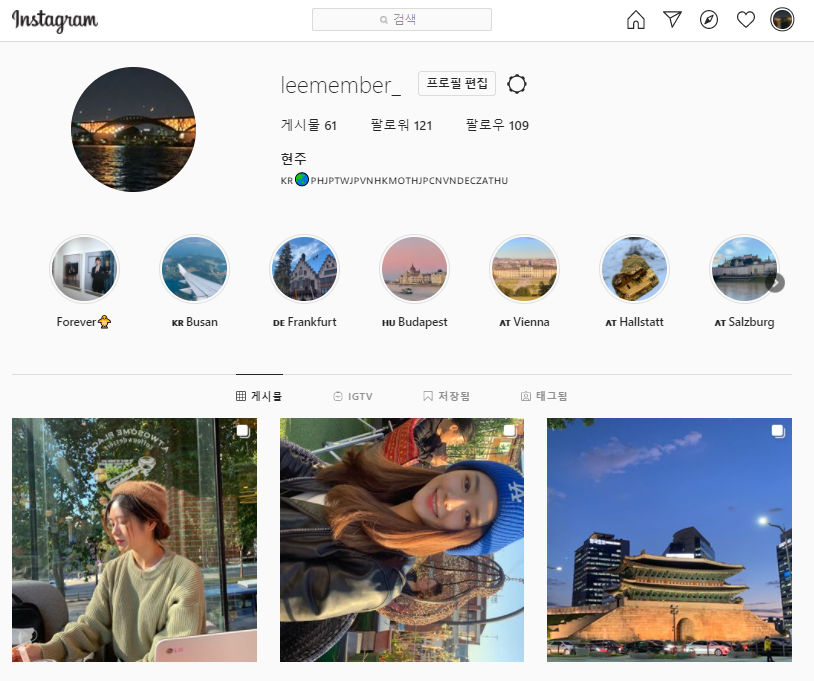 Instagram
검색
leemember_ 프로필 편집
게시물 61 팔로워 121 팔로우 109
현주
KR🌏PHJPTWJPVNHKMOTHJPCNVNDECZATHU
Forever KR Busan DE Frankfurt HU Budapest AT Vienna AT Hallstatt AT Salzburg
게시물 IGTV 저장됨 태그됨
A TWOSOME PLACE
LG